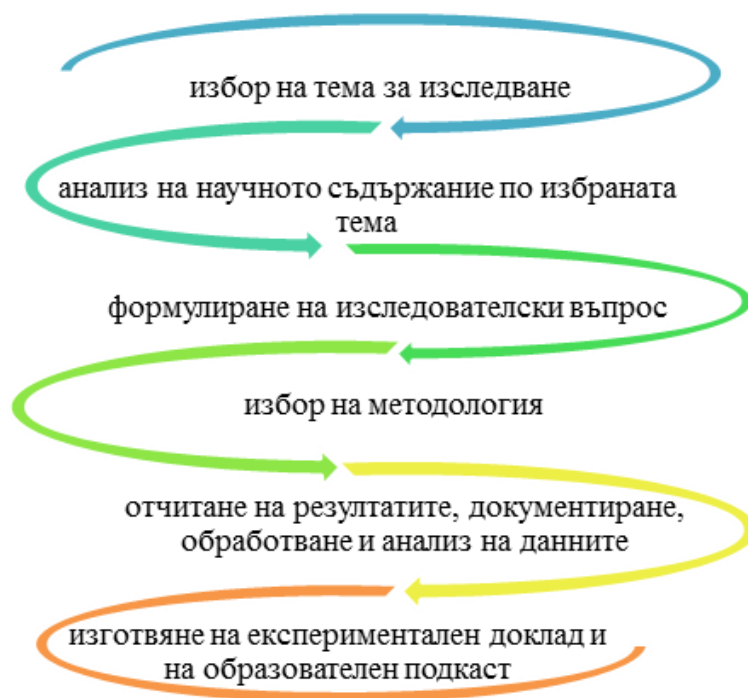 избор на тема за изследване
анализ на научното съдържание по избраната
тема
формулиране на изследователски въпрос
избор на методология
отчитане на резултатите, документиране,
обработване и анализ на данните
изготвяне на експериментален доклад и
на образователен подкаст